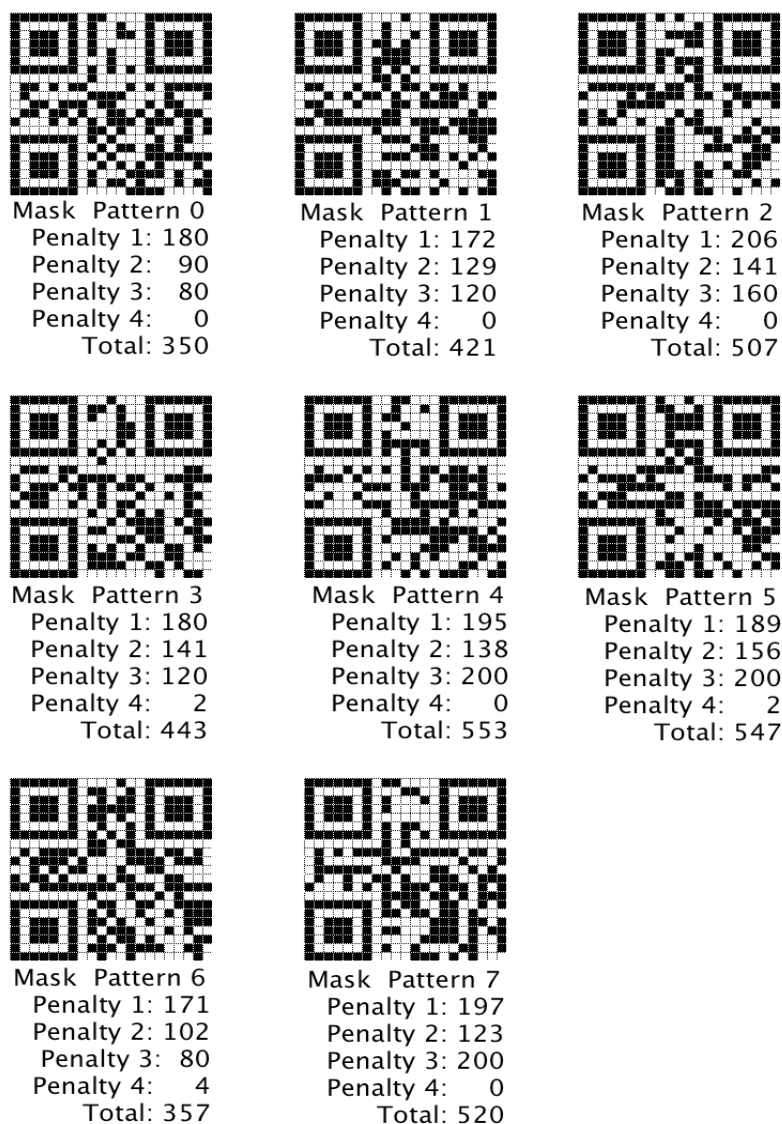 Mask Pattern 0
Penalty 1: 180
Penalty 2: 90
Penalty 3: 80
Penalty 4: 0
Total: 350
Mask Pattern 1
Penalty 1: 172
Penalty 2: 129
Penalty 3: 120
Penalty 4: 0
Total: 421
Mask Pattern 2
Penalty 1: 206
Penalty 2: 141
Penalty 3: 160
Penalty 4: 0
Total: 507
Mask Pattern 3
Penalty 1: 180
Penalty 2: 141
Penalty 3: 120
Penalty 4: 2
Total: 443
Mask Pattern 4
Penalty 1: 195
Penalty 2: 138
Penalty 3: 200
Penalty 4: 0
Total: 553
Mask Pattern 5
Penalty 1: 189
Penalty 2: 156
Penalty 3: 200
Penalty 4: 2
Total: 547
Mask Pattern 6
Penalty 1: 171
Penalty 2: 102
Penalty 3: 80
Penalty 4: 4
Total: 357
Mask Pattern 7
Penalty 1: 197
Penalty 2: 123
Penalty 3: 200
Penalty 4: 0
Total: 520